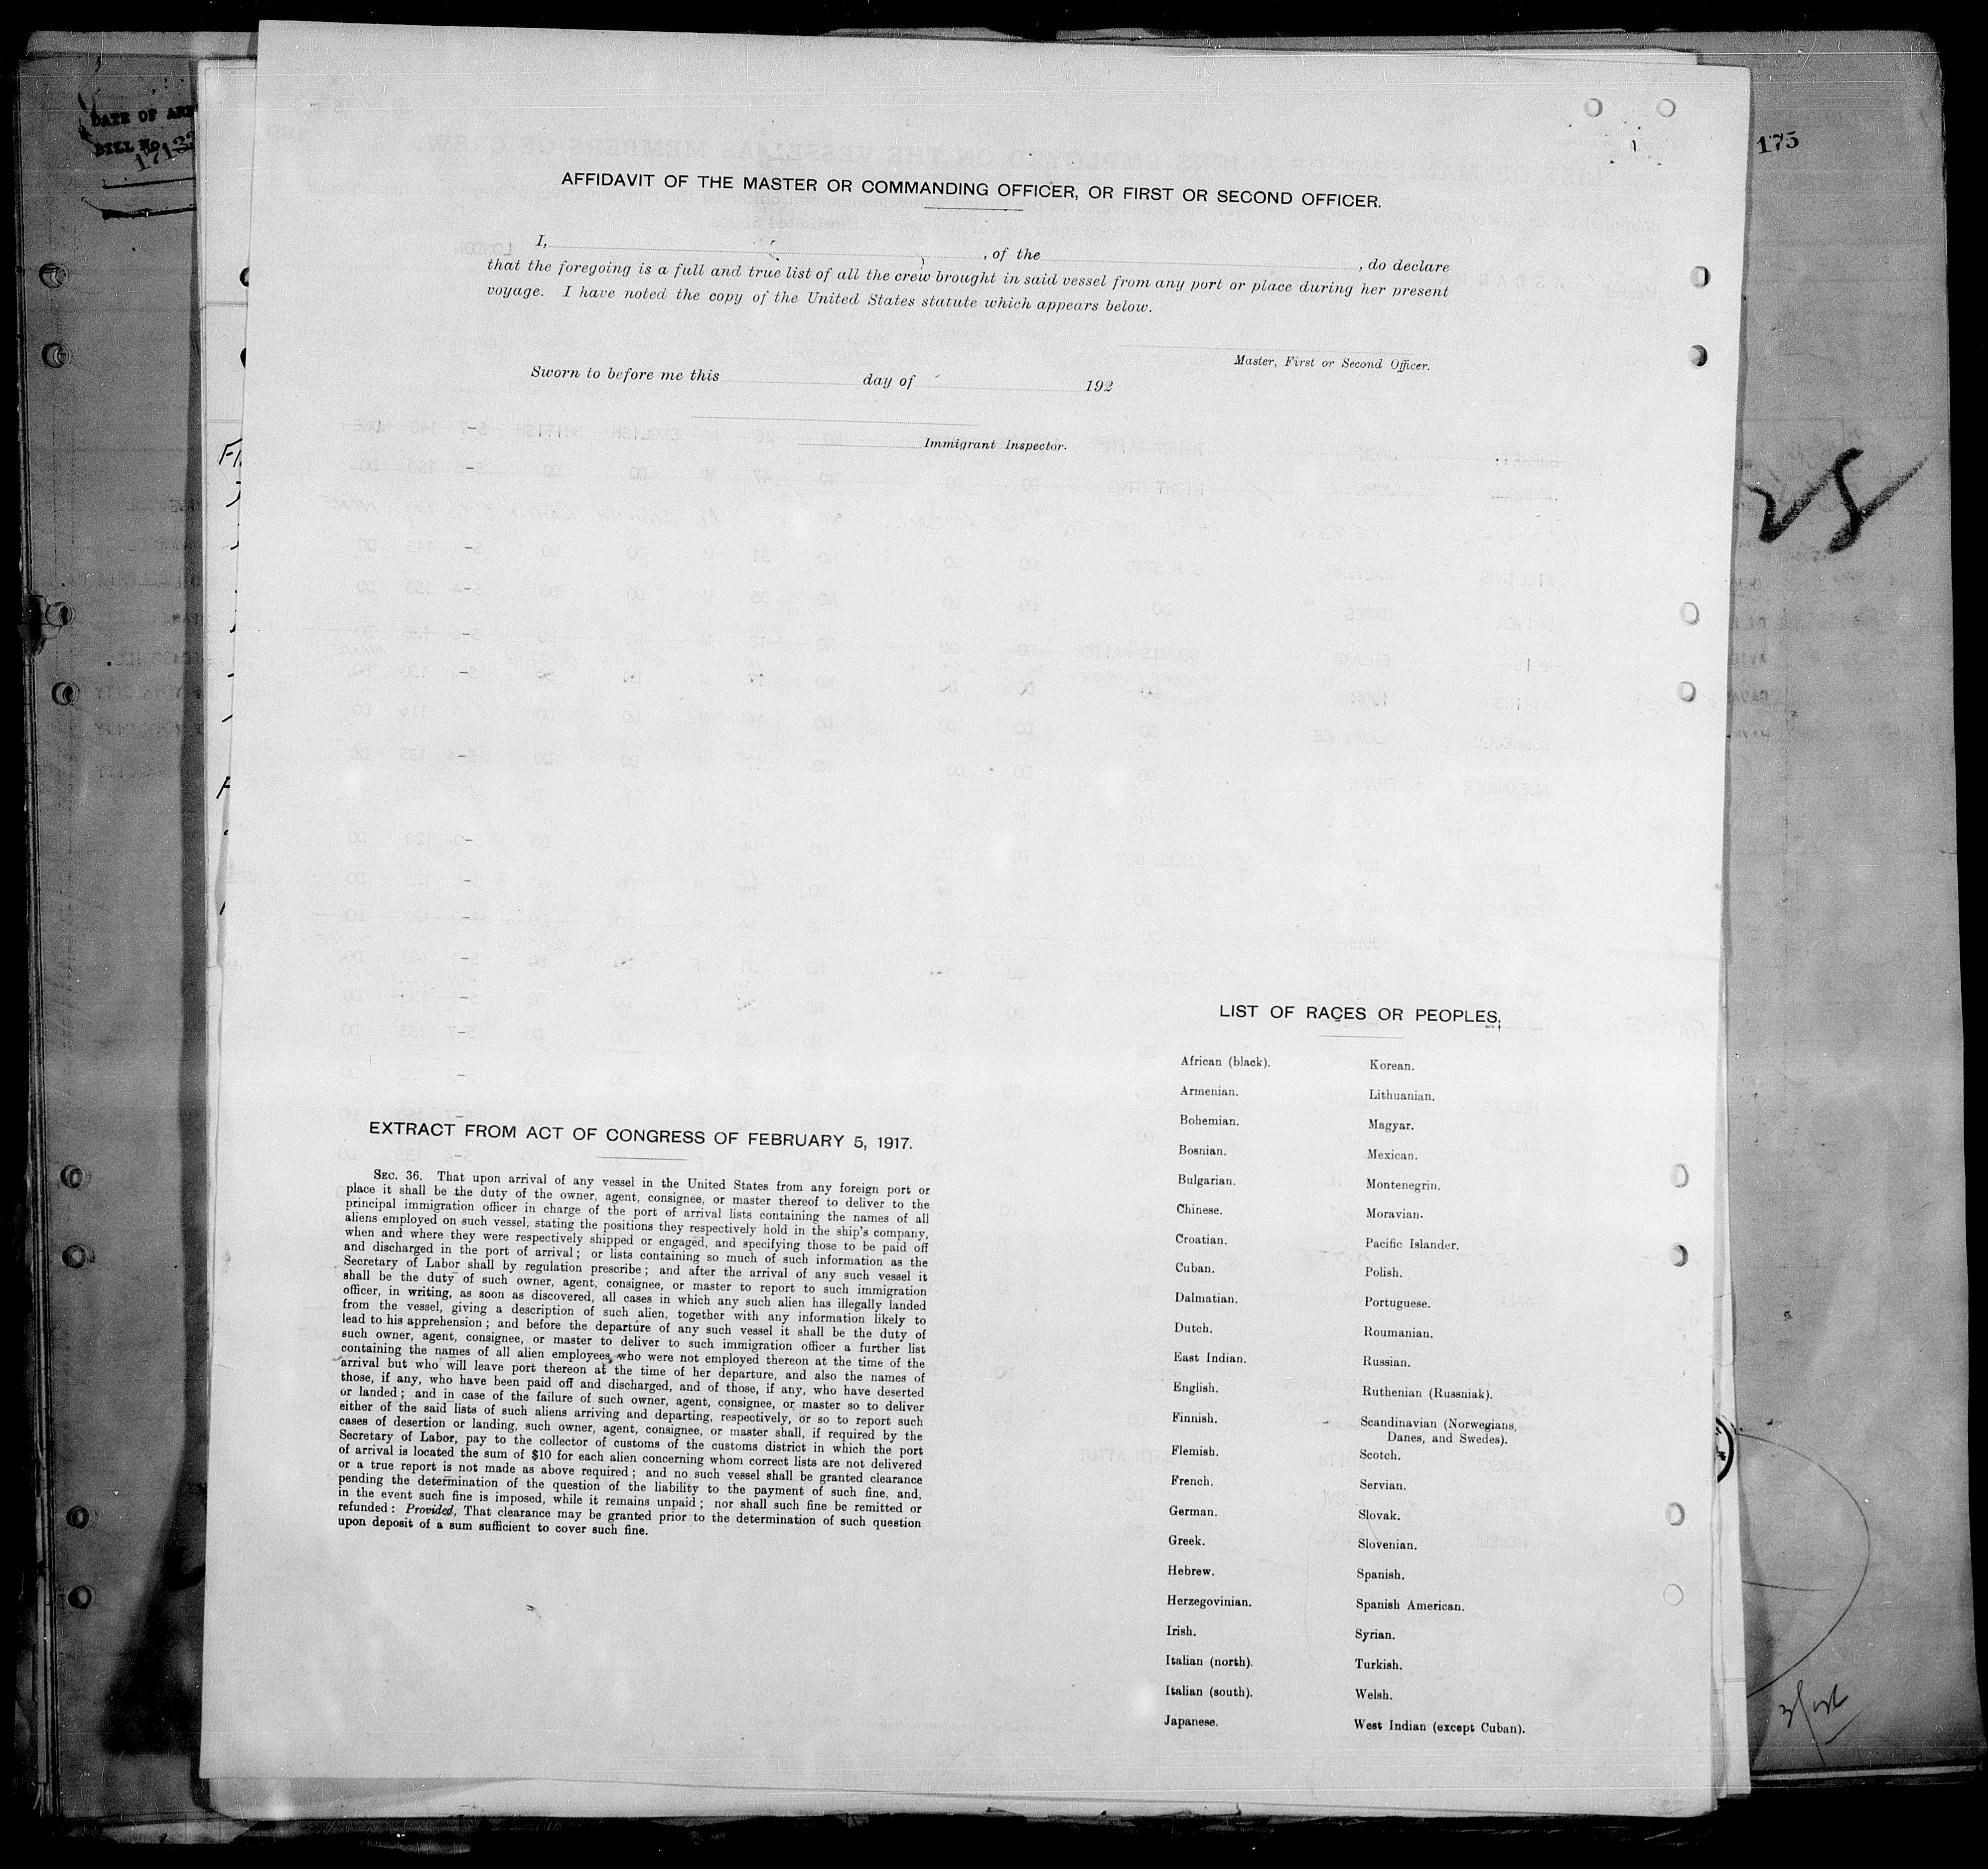 DATE OF
BILL NO.
175
AFFIDAVIT OF THE MASTER OR COMMANDING OFFICER, OR FIRST OR SECOND OFFICER.
I, , of the , do declare
that the foregoing is a full and true list of all the crew brought in said vessel from any port or place during her present
voyage. I have noted the copy of the United States statute which appears below.
Master, First or Second Officer.
Sworn to before me this day of 192
Immigrant Inspector.
EXTRACT FROM ACT OF CONGRESS OF FEBRUARY 5, 1917.
SEC. 36. That upon arrival of any vessel in the United States from any foreign port or
place it shall be the duty of the owner, agent, consignee, or master thereof to deliver to the
principal immigration officer in charge of the port of arrival lists containing the names of all
aliens employed on such vessel, stating the positions they respectively hold in the ship's company,
when and where they were respectively shipped or engaged, and specifying those to be paid off
and discharged in the port of arrival; or lists containing so much of such information as the
Secretary of Labor shall by regulation prescribe; and after the arrival of any such vessel it
shall be the duty of such owner, agent, consignee, or master to report to such immigration
officer, in writing, as soon as discovered, all cases in which any such alien has illegally landed
from the vessel, giving a description of such alien, together with any information likely to
lead to his apprehension; and before the departure of any such vessel it shall be the duty of
such owner, agent, consignee, or master to deliver to such immigration officer a further list
containing the names of all alien employees who were not employed thereon at the time of the
arrival but who will leave port thereon at the time of her departure, and also the names of
those, if any, who have been paid off and discharged, and of those, if any, who have deserted
or landed; and in case of the failure of such owner, agent, consignee, or master so to deliver
either of the said lists of such aliens arriving and departing, respectively, or so to report such
cases of desertion or landing, such owner, agent, consignee, or master shall, if required by the
Secretary of Labor, pay to the collector of customs of the customs district in which the port
of arrival is located the sum of $10 for each alien concerning whom correct lists are not delivered
or a true report is not made as above required; and no such vessel shall be granted clearance
pending the determination of the question of the liability to the payment of such fine, and,
in the event such fine is imposed, while it remains unpaid; nor shall such fine be remitted or
refunded: Provided, That clearance may be granted prior to the determination of such question
upon deposit of a sum sufficient to cover such fine.
LIST OF RACES OR PEOPLES.
African (black).
Armenian.
Bohemian.
Bosnian.
Bulgarian.
Chinese.
Croatian.
Cuban.
Dalmatian.
Dutch.
East Indian.
English.
Finnish.
Flemish.
French.
German.
Greek.
Hebrew.
Herzegovinian.
Irish.
Italian (north).
Italian (south).
Japanese.
Korean.
Lithuanian.
Magyar.
Mexican.
Montenegrin.
Moravian.
Pacific Islander.
Polish.
Portuguese.
Roumanian.
Russian.
Ruthenian (Russniak).
Scandinavian (Norwegians,
Danes, and Swedes).
Scotch.
Servian.
Slovak.
Slovenian.
Spanish.
Spanish American.
Syrian.
Turkish.
Welsh.
West Indian (except Cuban).